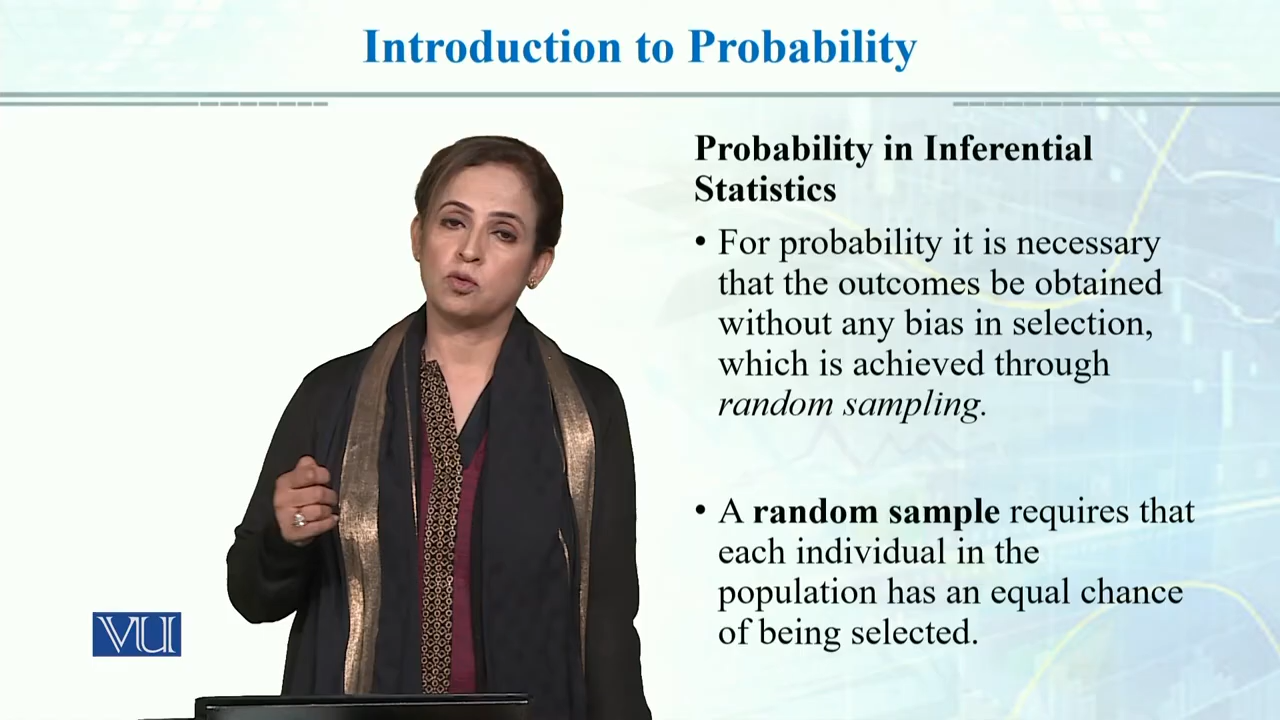 Introduction to Probability
Probability in Inferential
Statistics
• For probability it is necessary
that the outcomes be obtained
without any bias in selection,
which is achieved through
random sampling.
• A random sample requires that
each individual in the
population has an equal chance
of being selected.
VU